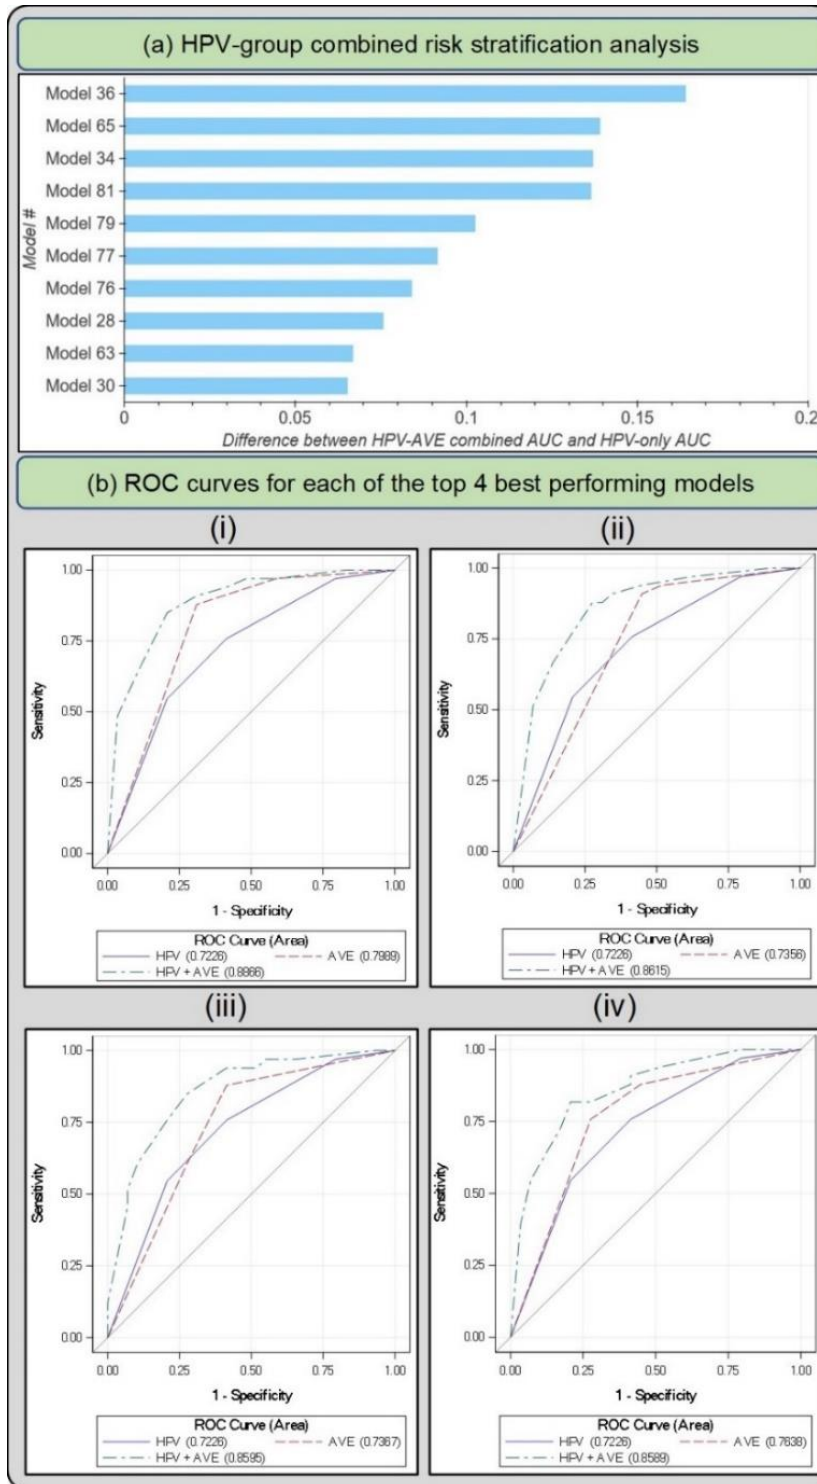 (a) HPV-group combined risk stratification analysis
Model #
Model 36
Model 65
Model 34
Model 81
Model 79
Model 77
Model 76
Model 28
Model 63
Model 30
0 0.05 0.1 0.15 0.2
Difference between HPV-AVE combined AUC and HPV-only AUC
(b) ROC curves for each of the top 4 best performing models
(i)
Sensitivity
1.00
0.75
0.50
0.25
0.00
0.00 0.25 0.50 0.75 1.00
1 - Specificity
ROC Curve (Area)
HPV (0.7226) AVE (0.7989)
HPV + AVE (0.8866)
(ii)
Sensitivity
1.00
0.75
0.50
0.25
0.00
0.00 0.25 0.50 0.75 1.00
1 - Specificity
ROC Curve (Area)
HPV (0.7226) AVE (0.7356)
HPV + AVE (0.8615)
(iii)
Sensitivity
1.00
0.75
0.50
0.25
0.00
0.00 0.25 0.50 0.75 1.00
1 - Specificity
ROC Curve (Area)
HPV (0.7226) AVE (0.7367)
HPV + AVE (0.8595)
(iv)
Sensitivity
1.00
0.75
0.50
0.25
0.00
0.00 0.25 0.50 0.75 1.00
1 - Specificity
ROC Curve (Area)
HPV (0.7226) AVE (0.7638)
HPV + AVE (0.8589)